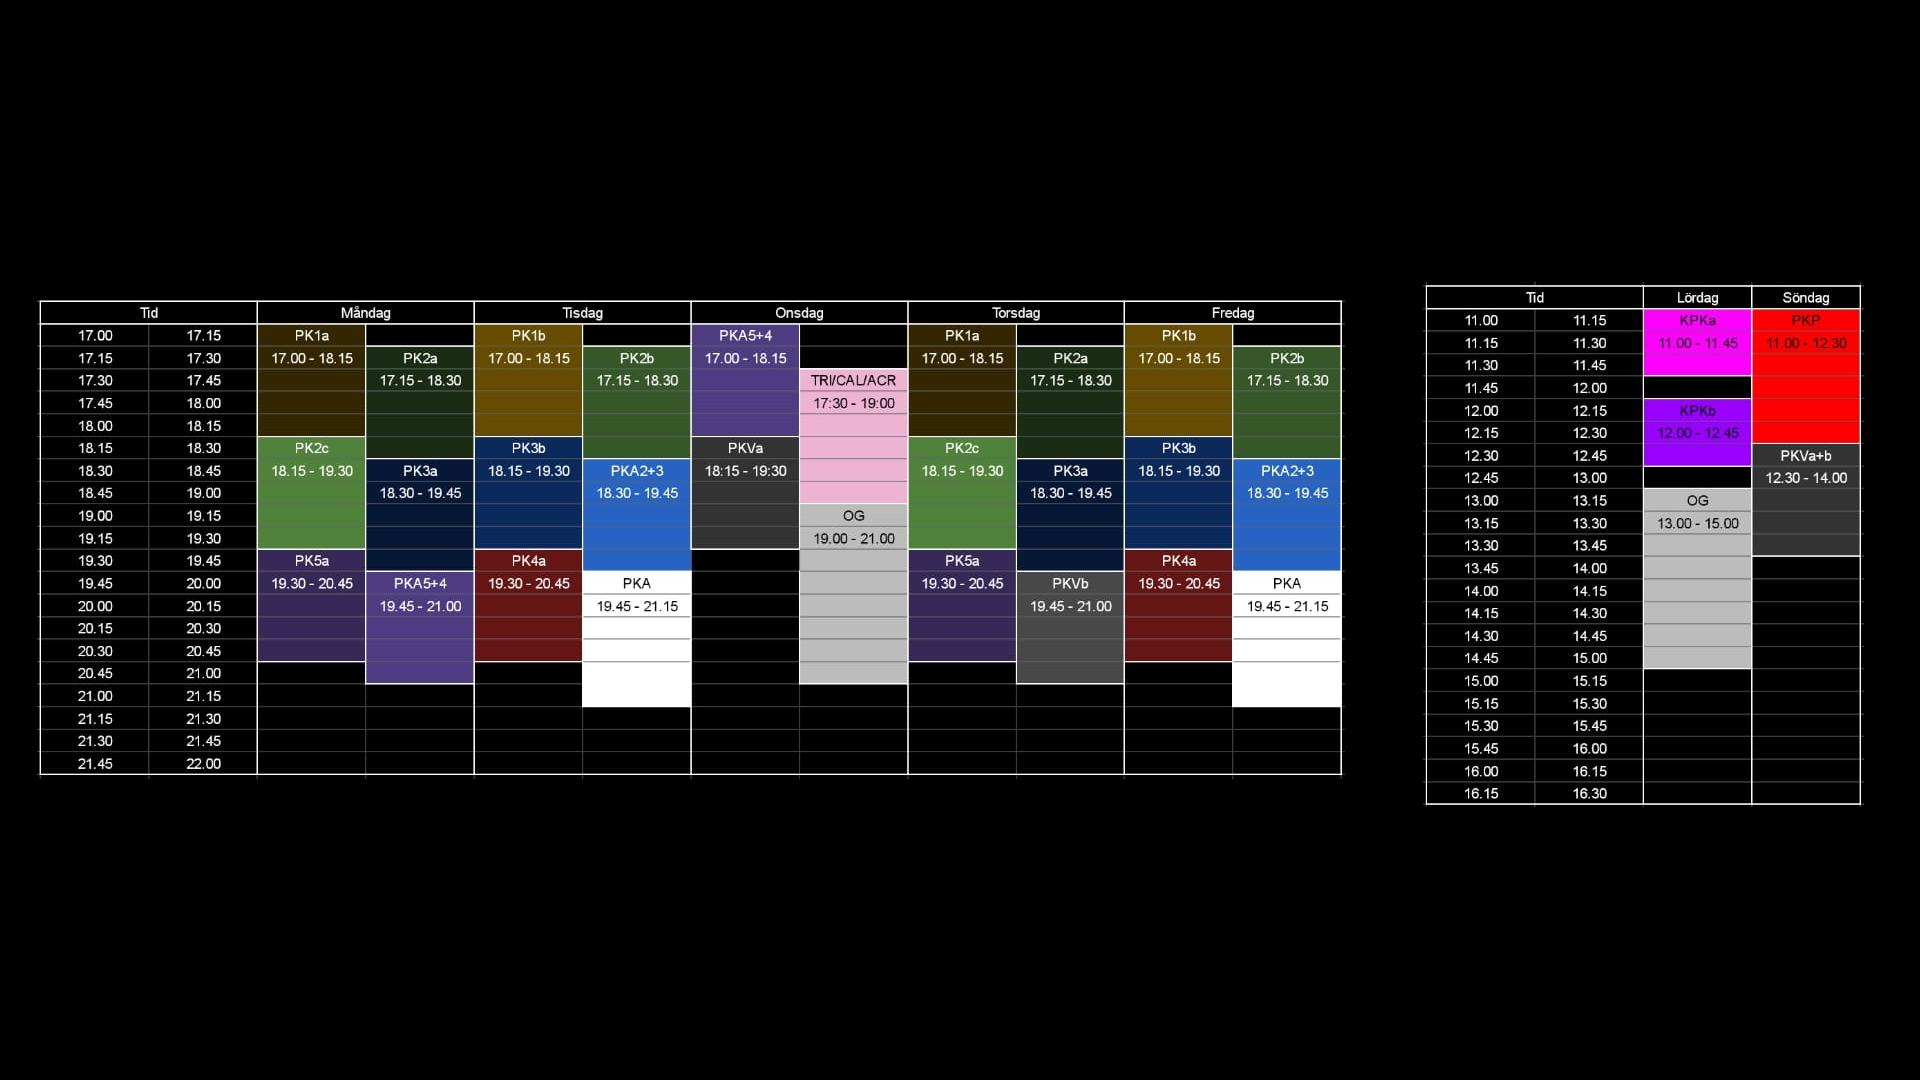 Tid Måndag Tisdag Onsdag Torsdag Fredag
17.00 17.15 PK1a PK1b PKA5+4 PK1a PK1b
17.15 17.30 17.00 - 18.15 PK2a 17.00 - 18.15 PK2b 17.00 - 18.15 17.00 - 18.15 PK2a 17.00 - 18.15 PK2b
17.30 17.45 17.15 - 18.30 17.15 - 18.30 TRI/CAL/ACR 17.15 - 18.30 17.15 - 18.30
17.45 18.00 17:30 - 19:00
18.00 18.15
18.15 18.30 PK2c PK3b PKVa PK2c PK3b
18.30 18.45 18.15 - 19.30 PK3a 18.15 - 19.30 PKA2+3 18:15 - 19:30 18.15 - 19.30 PK3a 18.15 - 19.30 PKA2+3
18.45 19.00 18.30 - 19.45 18.30 - 19.45 18.30 - 19.45 18.30 - 19.45
19.00 19.15 OG
19.15 19.30 19.00 - 21.00
19.30 19.45 PK5a PK4a PK5a PK4a
19.45 20.00 19.30 - 20.45 PKA5+4 19.30 - 20.45 PKA 19.30 - 20.45 PKVb 19.30 - 20.45 PKA
20.00 20.15 19.45 - 21.00 19.45 - 21.15 19.45 - 21.00 19.45 - 21.15
20.15 20.30
20.30 20.45
20.45 21.00
21.00 21.15
21.15 21.30
21.30 21.45
21.45 22.00
Tid Lördag Söndag
11.00 11.15 KPKa PKP
11.15 11.30 11.00 - 11.45 11.00 - 12.30
11.30 11.45
11.45 12.00
12.00 12.15 KPKb
12.15 12.30 12.00 - 12.45
12.30 12.45 PKVa+b
12.45 13.00 12.30 - 14.00
13.00 13.15 OG
13.15 13.30 13.00 - 15.00
13.30 13.45
13.45 14.00
14.00 14.15
14.15 14.30
14.30 14.45
14.45 15.00
15.00 15.15
15.15 15.30
15.30 15.45
15.45 16.00
16.00 16.15
16.15 16.30